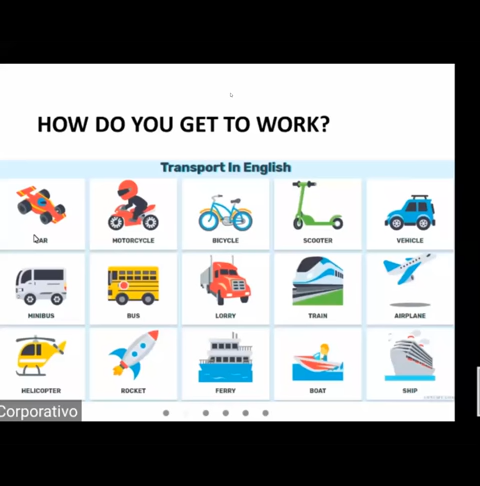 HOW DO YOU GET TO WORK?
Transport In English
CAR MOTORCYCLE BICYCLE SCOOTER VEHICLE
MINIBUS BUS LORRY TRAIN AIRPLANE
HELICOPTER ROCKET FERRY BOAT SHIP
Corporativo